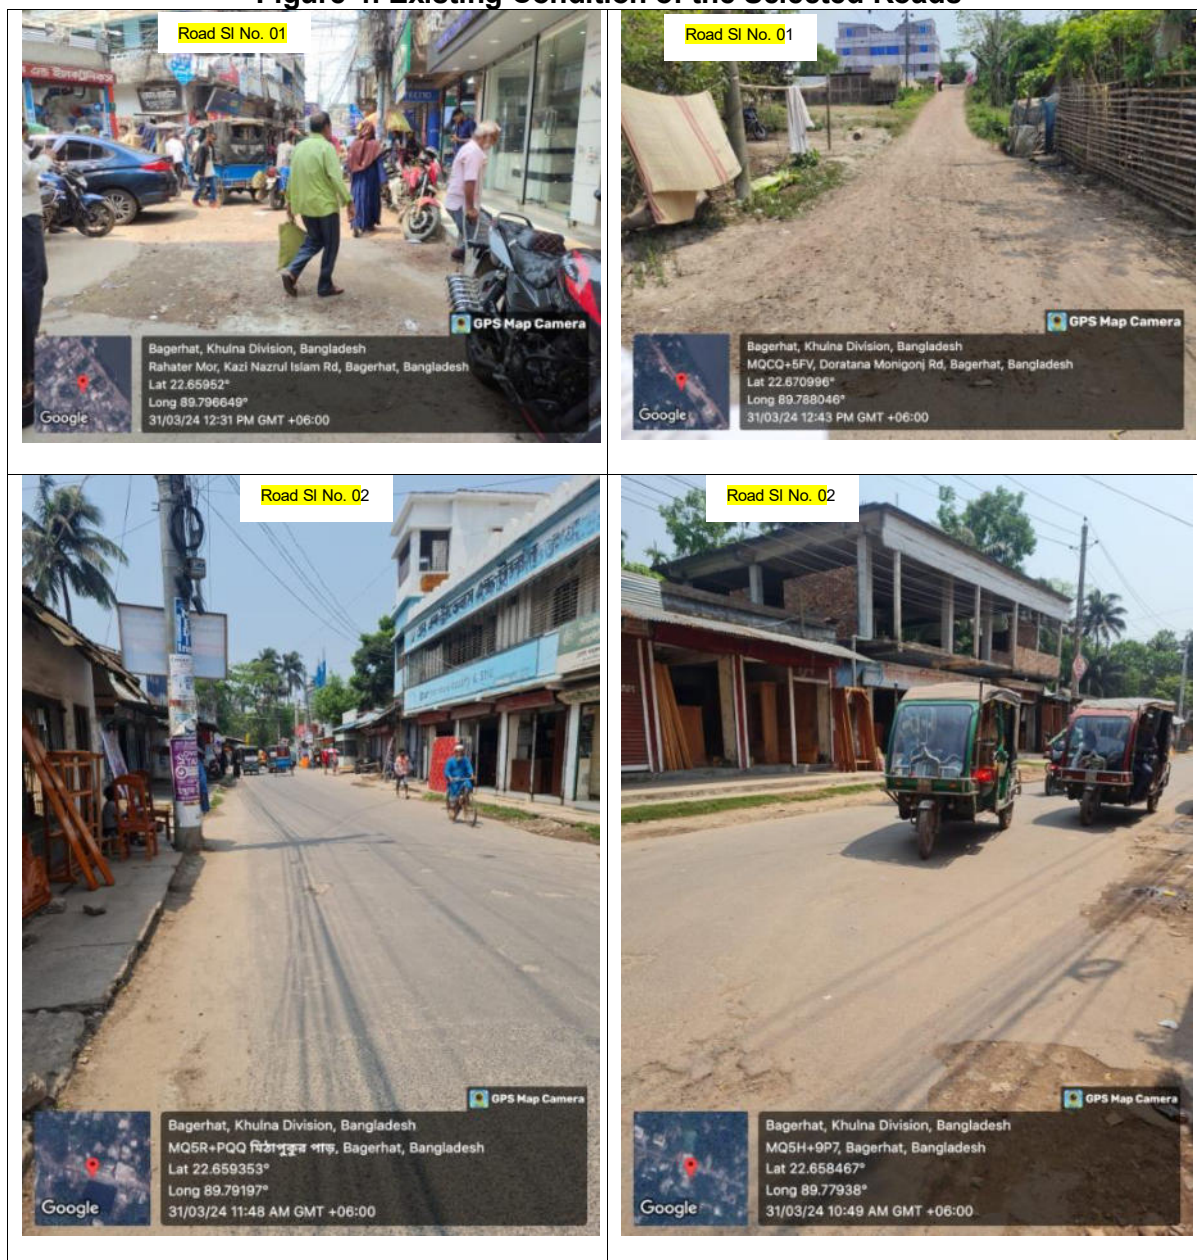 Figure 4: Existing Condition of the Selected Roads
Road Sl No. 01
GPS Map Camera
Bagerhat, Khulna Division, Bangladesh
Rahater Mor, Kazi Nazrul Islam Rd, Bagerhat, Bangladesh
Lat 22.65952°
Long 89.796649°
31/03/24 12:31 PM GMT +06:00
Google
Road Sl No. 01
GPS Map Camera
Bagerhat, Khulna Division, Bangladesh
MQCQ+5FV, Doratana Monigonj Rd, Bagerhat, Bangladesh
Lat 22.670996°
Long 89.788046°
31/03/24 12:43 PM GMT +06:00
Google
Road Sl No. 02
GPS Map Camera
Bagerhat, Khulna Division, Bangladesh
MQ5R+PQQ মিঠাপুকুর পাড়, Bagerhat, Bangladesh
Lat 22.659353°
Long 89.79197°
31/03/24 11:48 AM GMT +06:00
Google
Road Sl No. 02
GPS Map Camera
Bagerhat, Khulna Division, Bangladesh
MQ5H+9P7, Bagerhat, Bangladesh
Lat 22.658467°
Long 89.77938°
31/03/24 10:49 AM GMT +06:00
Google